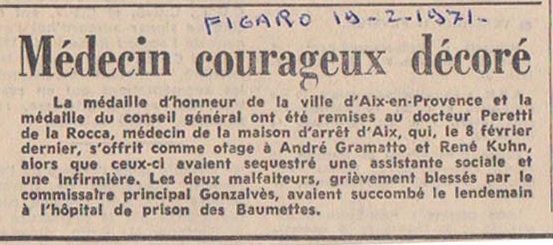 FIGARO 19-2-1971-
Médecin courageux décoré
La médaille d'honneur de la ville d'Aix-en-Provence et la
médaille du conseil général ont été remises au docteur Peretti
de la Rocca, médecin de la maison d'arrêt d'Aix, qui, le 8 février
dernier, s'offrit comme otage à André Gramatto et René Kuhn,
alors que ceux-ci avaient sequestré une assistante sociale et
une infirmière. Les deux malfaiteurs, grièvement blessés par le
commissaire principal Gonzalvès, avaient succombé le lendemain
à l'hôpital de prison des Baumettes.